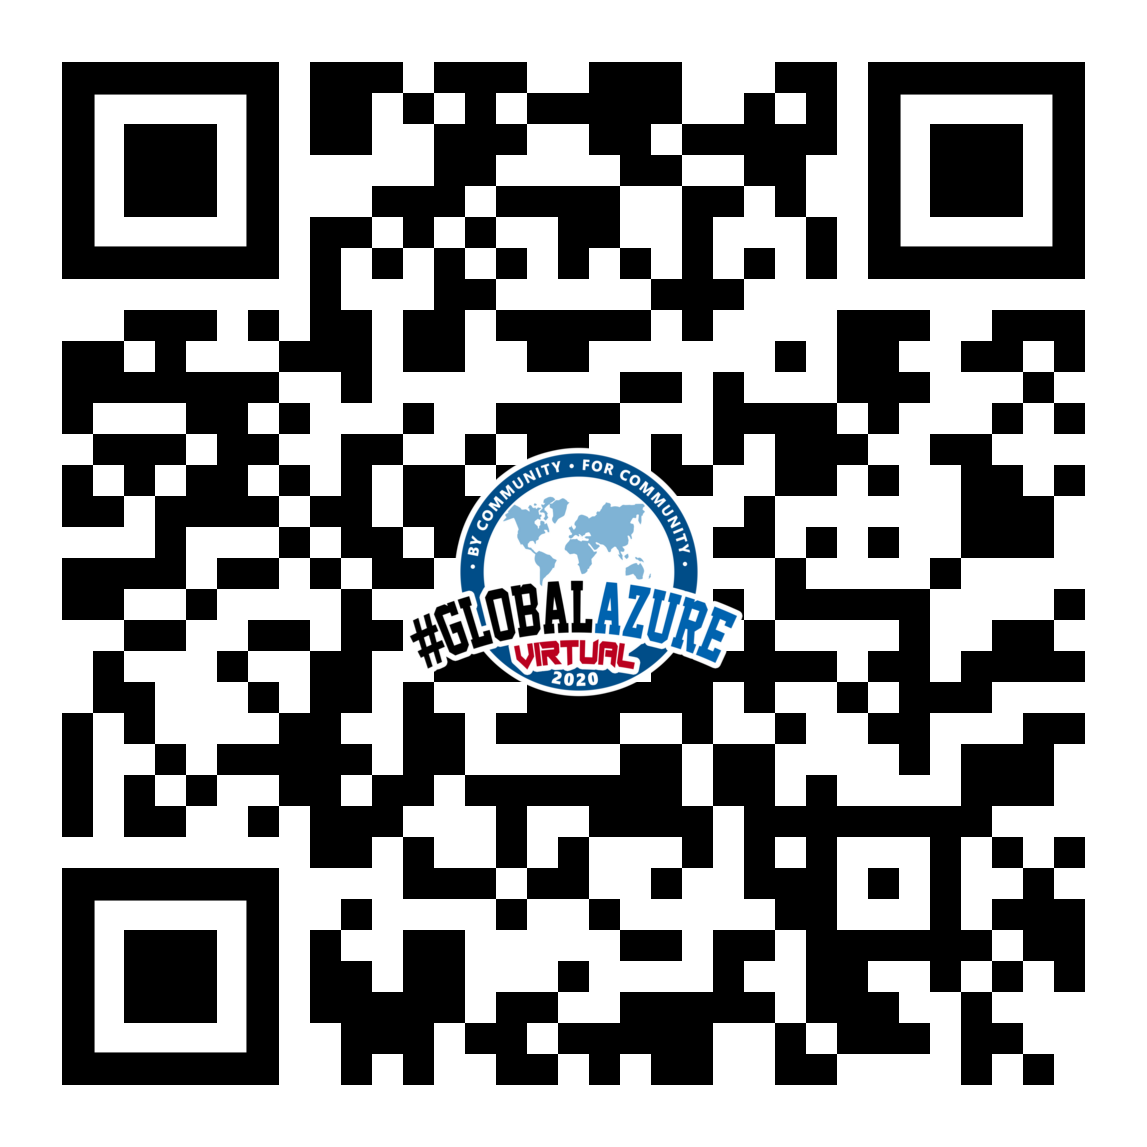 • BY COMMUNITY • FOR COMMUNITY •
#GLOBALAZURE
VIRTUAL
2020